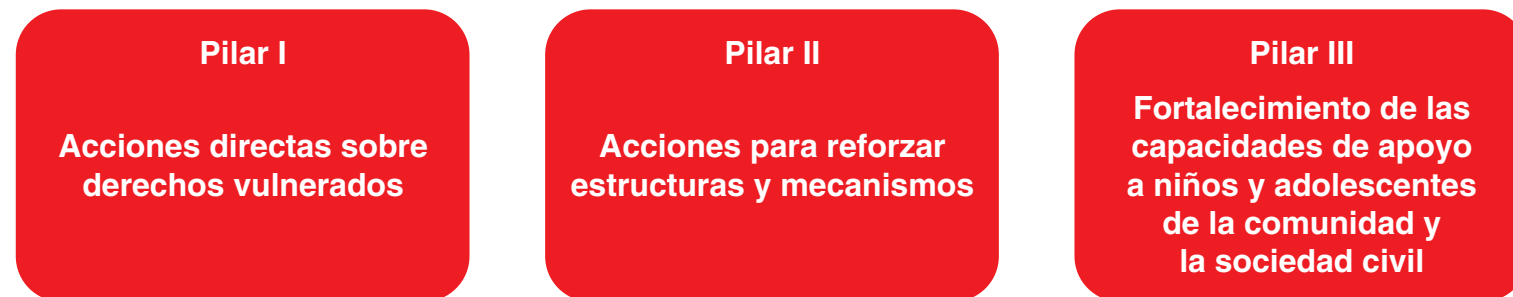 Pilar I
Acciones directas sobre
derechos vulnerados
Pilar II
Acciones para reforzar
estructuras y mecanismos
Pilar III
Fortalecimiento de las
capacidades de apoyo
a niños y adolescentes
de la comunidad y
la sociedad civil